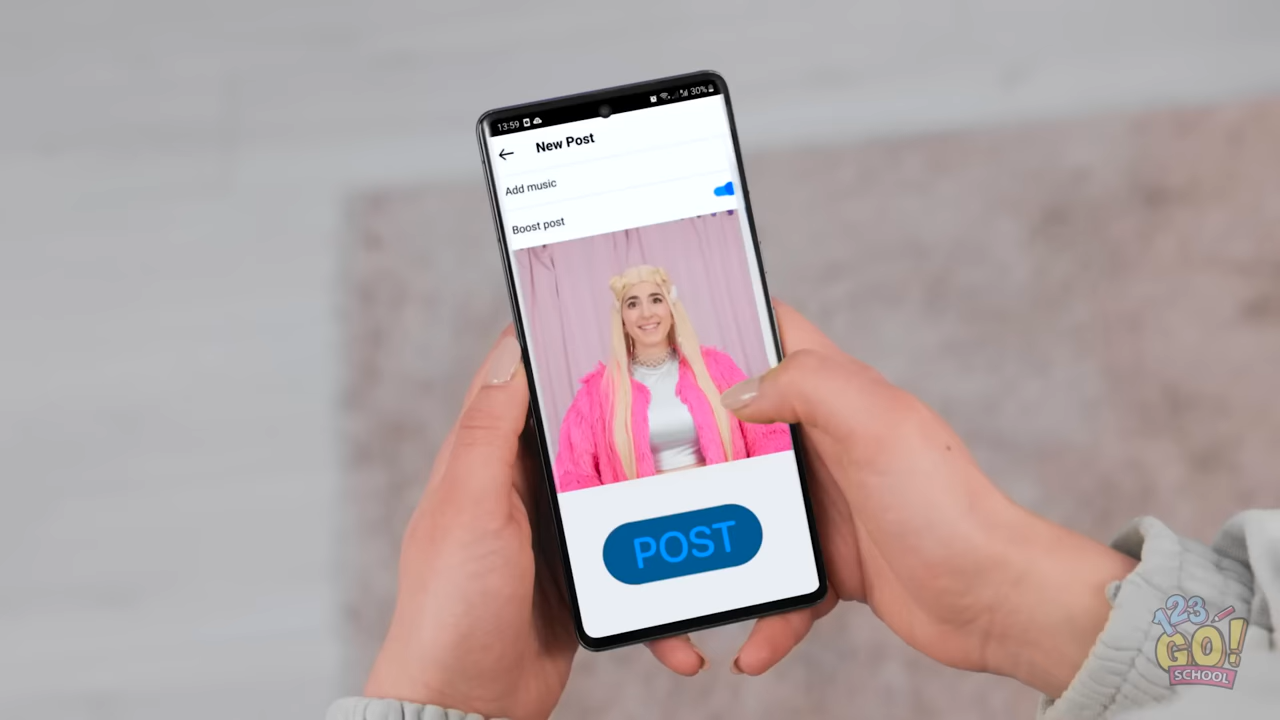 13:59
30%
New Post
Add music
Boost post
POST
123
GO!
SCHOOL